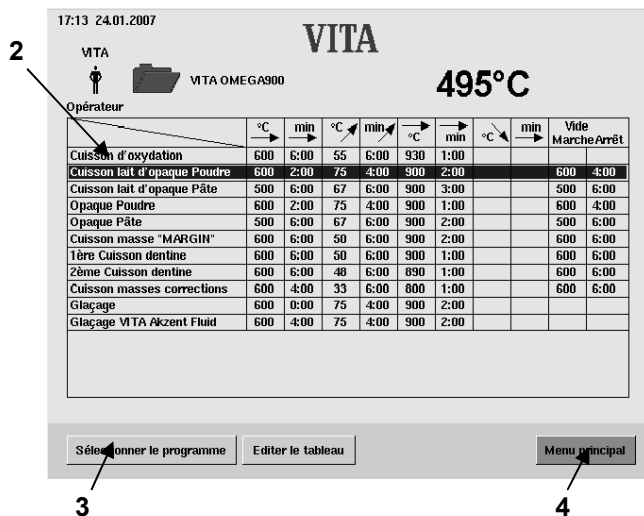 17:13 24.01.2007
VITA
2
VITA
VITA OMEGA900
495°C
Opérateur
°C min °C min °C min °C min Vide
Marche Arrêt
Cuisson d'oxydation 600 6:00 55 6:00 930 1:00
Cuisson lait d'opaque Poudre 600 2:00 75 4:00 900 2:00 600 4:00
Cuisson lait d'opaque Pâte 500 6:00 67 6:00 900 3:00 500 6:00
Opaque Poudre 600 2:00 75 4:00 900 1:00 600 4:00
Opaque Pâte 500 6:00 67 6:00 900 2:00 500 6:00
Cuisson masse "MARGIN" 600 6:00 50 6:00 900 2:00 600 6:00
1ère Cuisson dentine 600 6:00 50 6:00 900 1:00 600 6:00
2ème Cuisson dentine 600 6:00 48 6:00 890 1:00 600 6:00
Cuisson masses corrections 600 4:00 33 6:00 800 1:00 600 6:00
Glaçage 600 0:00 75 4:00 900 2:00
Glaçage VITA Akzent Fluid 600 4:00 75 4:00 900 2:00
Sélectionner le programme Editer le tableau Menu principal
3 4